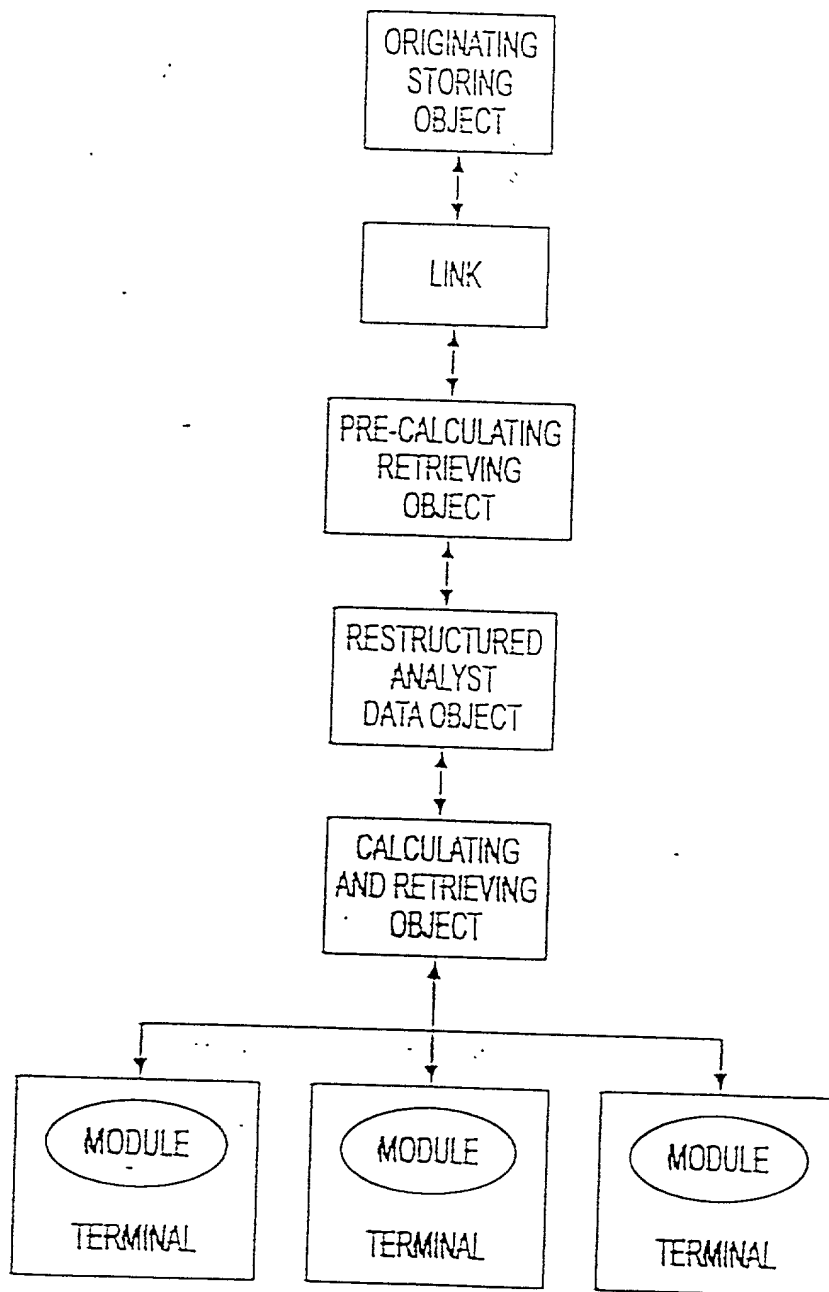 ORIGINATING
STORING
OBJECT
LINK
PRE-CALCULATING
RETRIEVING
OBJECT
RESTRUCTURED
ANALYST
DATA OBJECT
CALCULATING
AND RETRIEVING
OBJECT
MODULE
TERMINAL
MODULE
TERMINAL
MODULE
TERMINAL